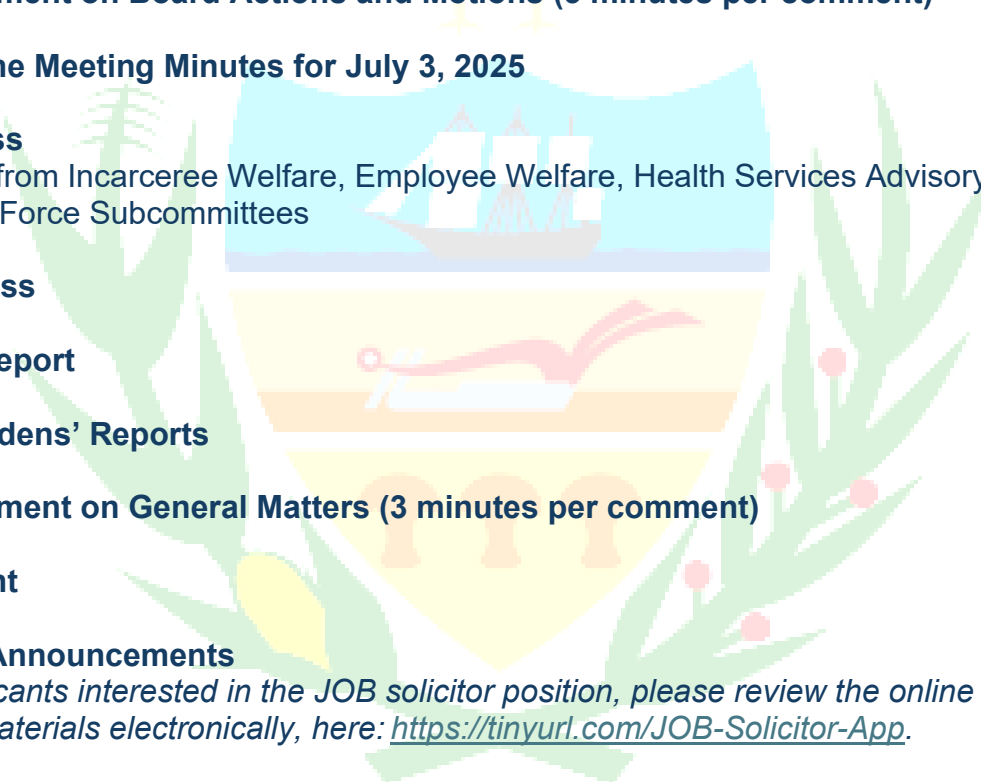 ment on Board Actions and Motions (3 minutes per comment)
ne Meeting Minutes for July 3, 2025
ss
from Incarceree Welfare, Employee Welfare, Health Services Advisory
Force Subcommittees
ss
eport
dens’ Reports
ment on General Matters (3 minutes per comment)
nt
Announcements
cants interested in the JOB solicitor position, please review the online
aterials electronically, here: https://tinyurl.com/JOB-Solicitor-App.